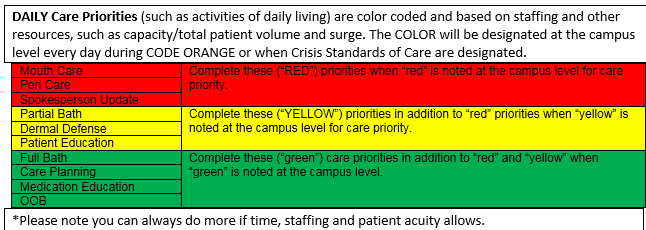 DAILY Care Priorities (such as activities of daily living) are color coded and based on staffing and other
resources, such as capacity/total patient volume and surge. The COLOR will be designated at the campus
level every day during CODE ORANGE or when Crisis Standards of Care are designated.
Mouth Care
Peri Care
Spokesperson Update
Complete these (“RED”) priorities when “red” is noted at the campus level for care
priority.
Partial Bath
Dermal Defense
Patient Education
Complete these (“YELLOW”) priorities in addition to “red” priorities when “yellow” is
noted at the campus level for care priority.
Full Bath
Care Planning
Medication Education
OOB
Complete these (“green”) care priorities in addition to “red” and “yellow” when
“green” is noted at the campus level.
*Please note you can always do more if time, staffing and patient acuity allows.